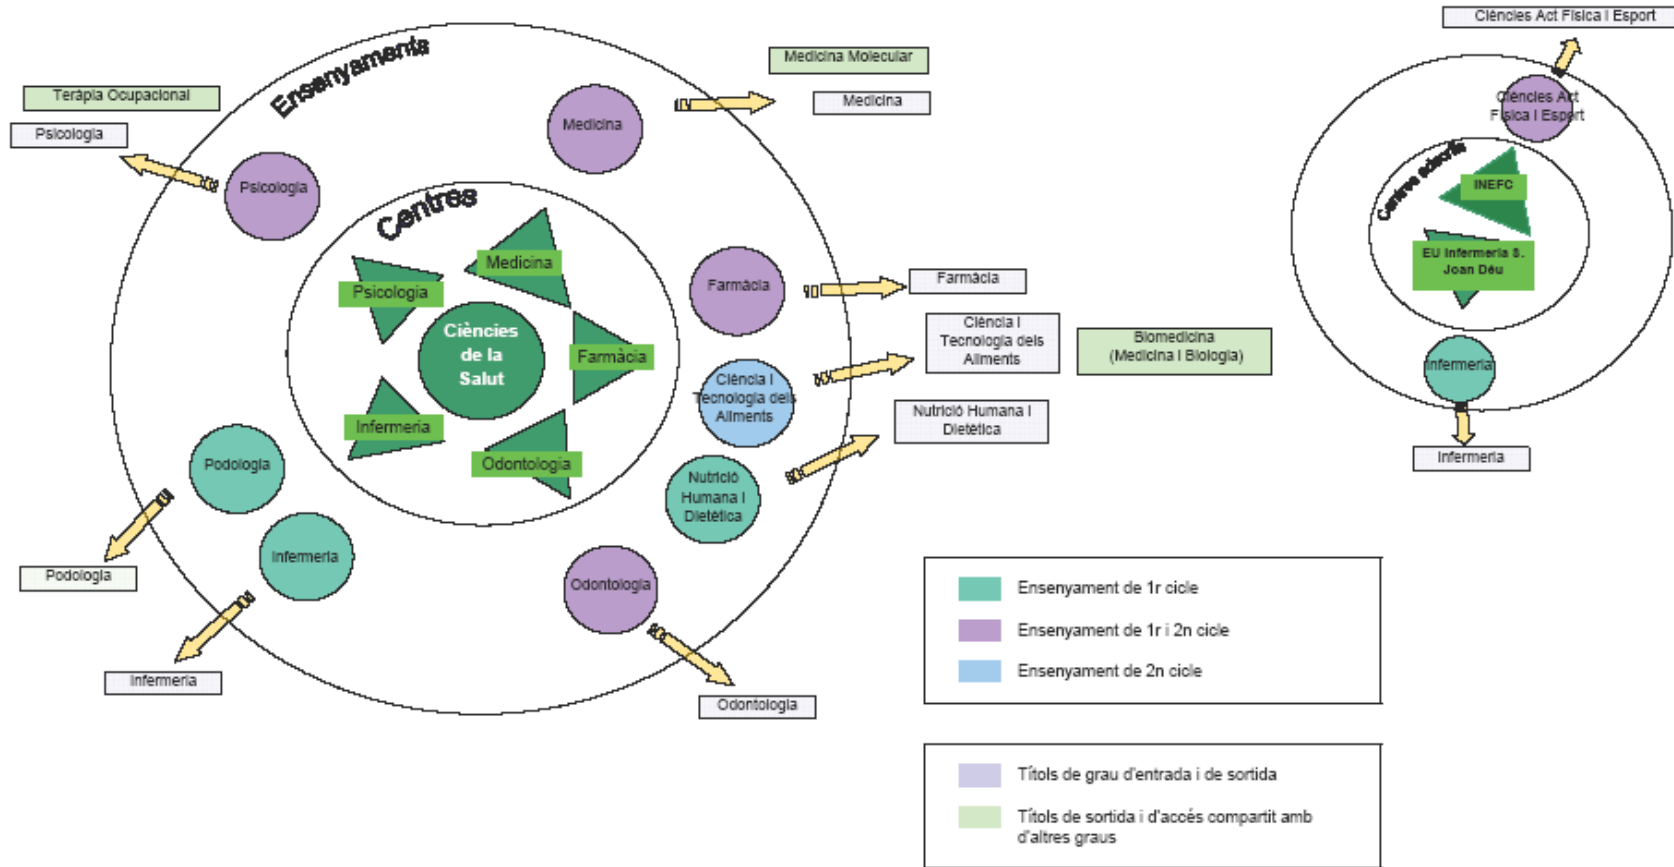 Ciències Act Física i Esport
Ensenyaments
Medicina Molecular
Medicina
Teràpia Ocupacional
Psicologia
Medicina
Psicologia
Ciències Act
Física i Esport
Centres adscrits
INEFC
EU Infermeria S.
Joan Déu
Infermeria
Infermeria
Centres
Medicina
Psicologia
Ciències
de la
Salut
Farmàcia
Infermeria
Odontologia
Farmàcia
Farmàcia
Ciència i
Tecnologia dels
Aliments
Ciència i
Tecnologia dels
Aliments
Biomedicina
(Medicina i Biologia)
Nutrició Humana i
Dietètica
Nutrició
Humana i
Dietètica
Podologia
Infermeria
Podologia
Infermeria
Odontologia
Odontologia
Ensenyament de 1r cicle
Ensenyament de 1r i 2n cicle
Ensenyament de 2n cicle
Títols de grau d'entrada i de sortida
Títols de sortida i d'accés compartit amb
d'altres graus